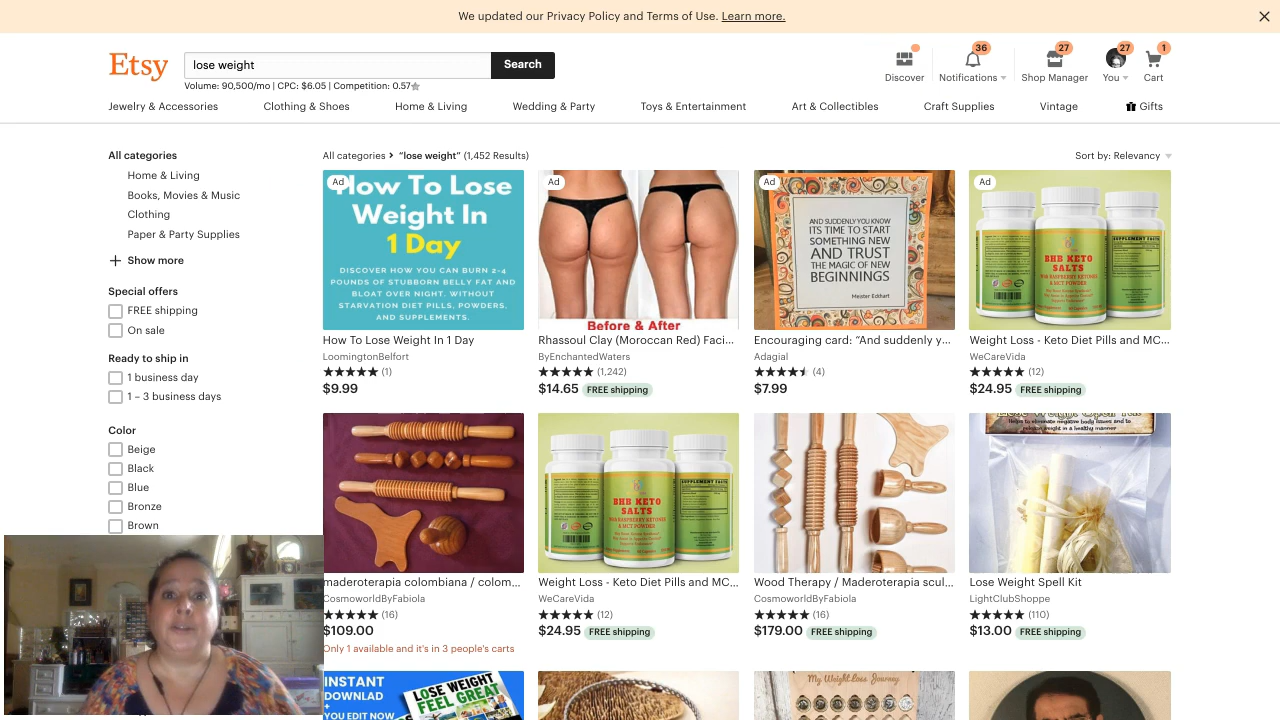 We updated our Privacy Policy and Terms of Use. Learn more.
Etsy
lose weight
Search
Volume: 90,500/mo | CPC: $6.05 | Competition: 0.57
Discover
36
Notifications
27
Shop Manager
27
You
1
Cart
Jewelry & Accessories
Clothing & Shoes
Home & Living
Wedding & Party
Toys & Entertainment
Art & Collectibles
Craft Supplies
Vintage
Gifts
All categories
Home & Living
Books, Movies & Music
Clothing
Paper & Party Supplies
Show more
Special offers
FREE shipping
On sale
Ready to ship in
1 business day
1 – 3 business days
Color
Beige
Black
Blue
Bronze
Brown
All categories > “lose weight” (1,452 Results)
Sort by: Relevancy
Ad
How To Lose
Weight In
1 Day
DISCOVER HOW YOU CAN BURN 2-4
POUNDS OF STUBBORN BELLY FAT AND
BLOAT OVER NIGHT. WITHOUT
STARVATION DIET PILLS, POWDERS,
AND SUPPLEMENTS.
How To Lose Weight In 1 Day
LoomingtonBelfort
(1)
$9.99
Ad
Before & After
Rhassoul Clay (Moroccan Red) Faci...
ByEnchantedWaters
(1,242)
$14.65 FREE shipping
Ad
AND SUDDENLY YOU KNOW
ITS TIME TO START
SOMETHING NEW
AND TRUST
THE MAGIC OF NEW
BEGINNINGS
Meister Eckhart
Encouraging card: “And suddenly y...
Adagial
(4)
$7.99
Ad
BHB KETO
SALTS
SUPPLEMENT FACTS
Weight Loss - Keto Diet Pills and MC...
WeCareVida
(12)
$24.95 FREE shipping
maderoterapia colombiana / colom...
CosmoworldByFabiola
(16)
$109.00
Only 1 available and it's in 3 people's carts
BHB KETO
SALTS
Weight Loss - Keto Diet Pills and MC...
WeCareVida
(12)
$24.95 FREE shipping
Wood Therapy / Maderoterapia scul...
CosmoworldByFabiola
(16)
$179.00 FREE shipping
Lose Weight Spell Kit
LightClubShoppe
(110)
$13.00 FREE shipping
INSTANT
DOWNLAD
+
YOU EDIT NOW
LOSE WEIGHT
FEEL GREAT
My Weight Loss Journey